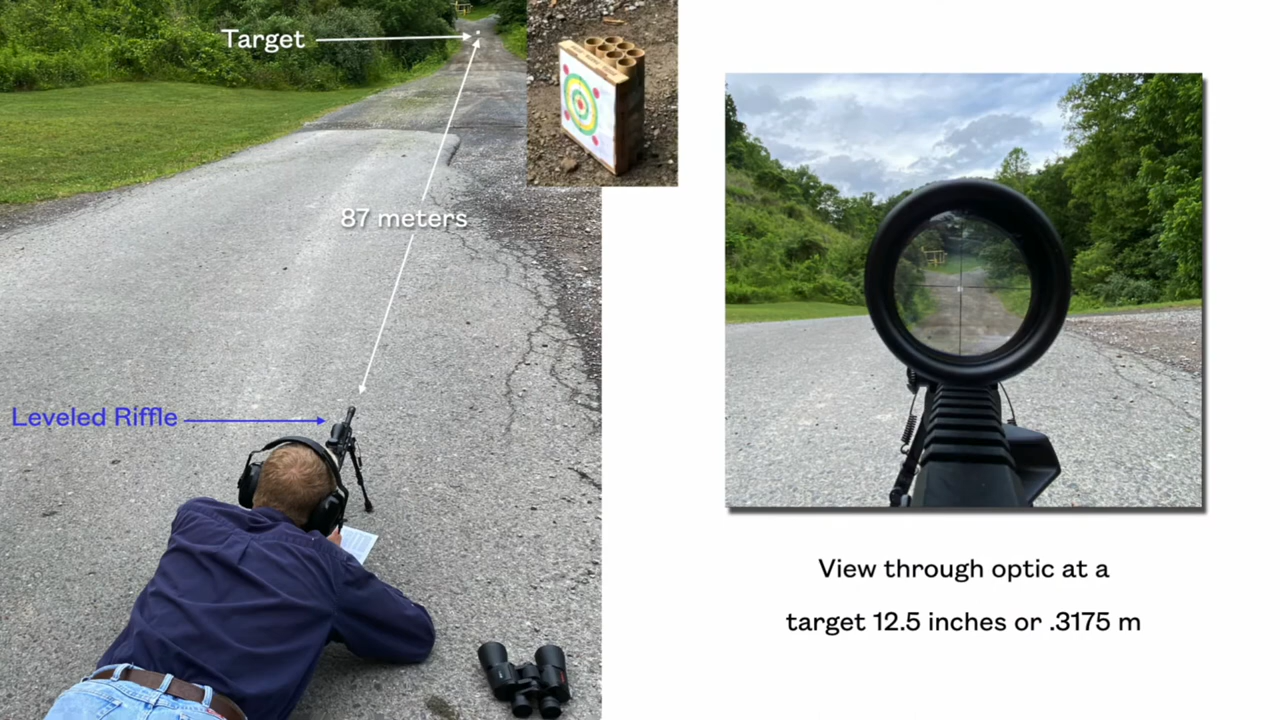 Target
87 meters
Leveled Riffle
View through optic at a
target 12.5 inches or .3175 m